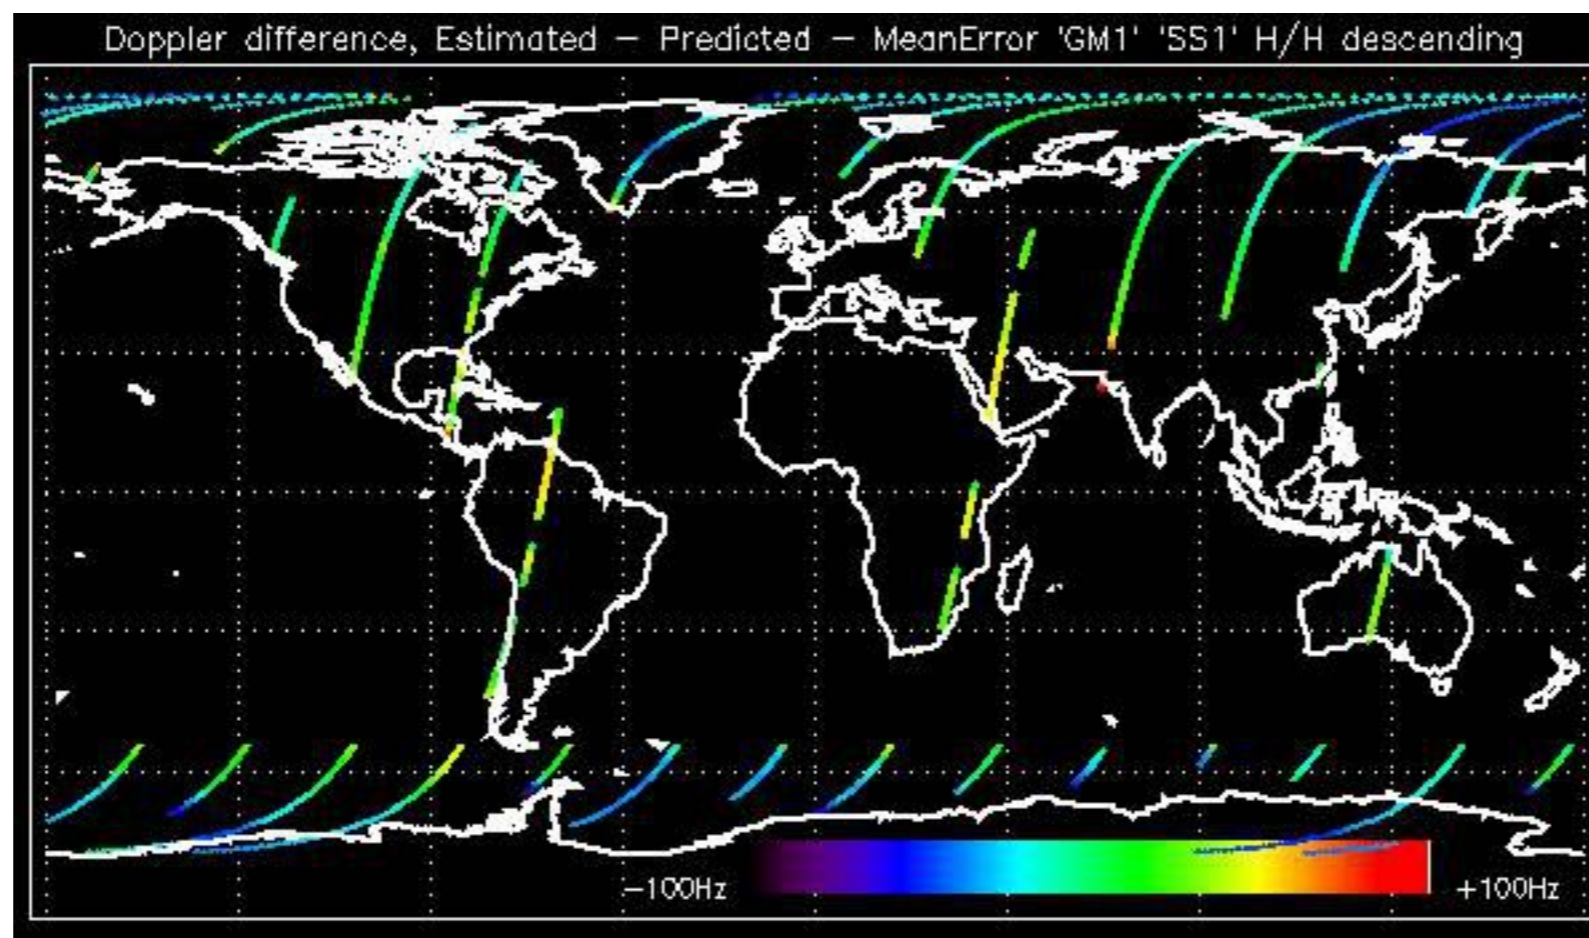 Doppler difference, Estimated – Predicted – MeanError 'GM1' 'SS1' H/H descending
−100Hz
+100Hz